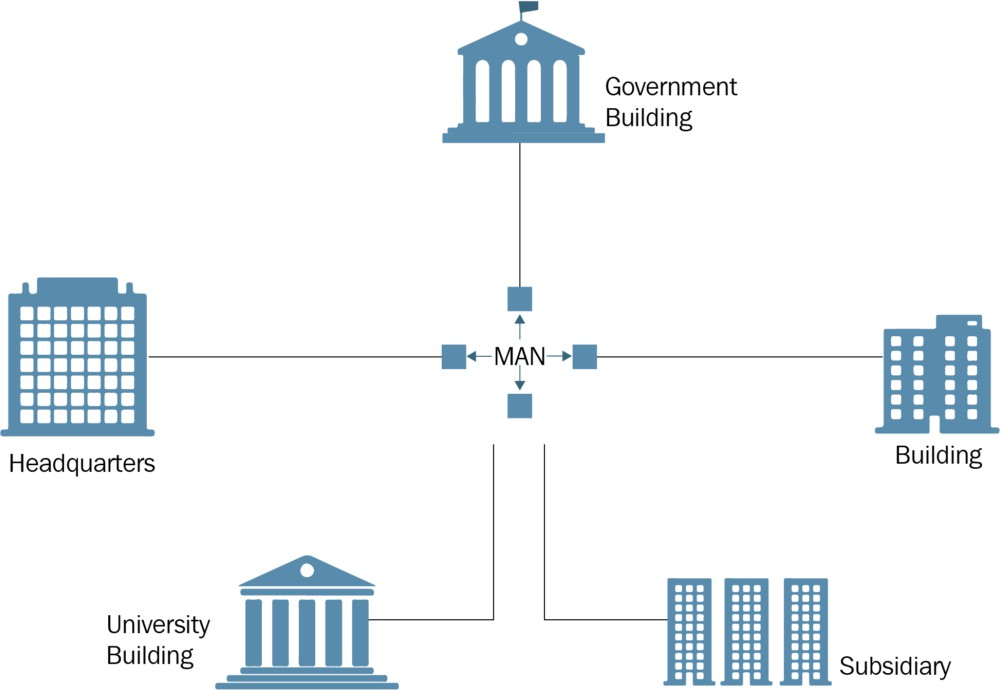 Government
Building
MAN
Headquarters
Building
University
Building
Subsidiary